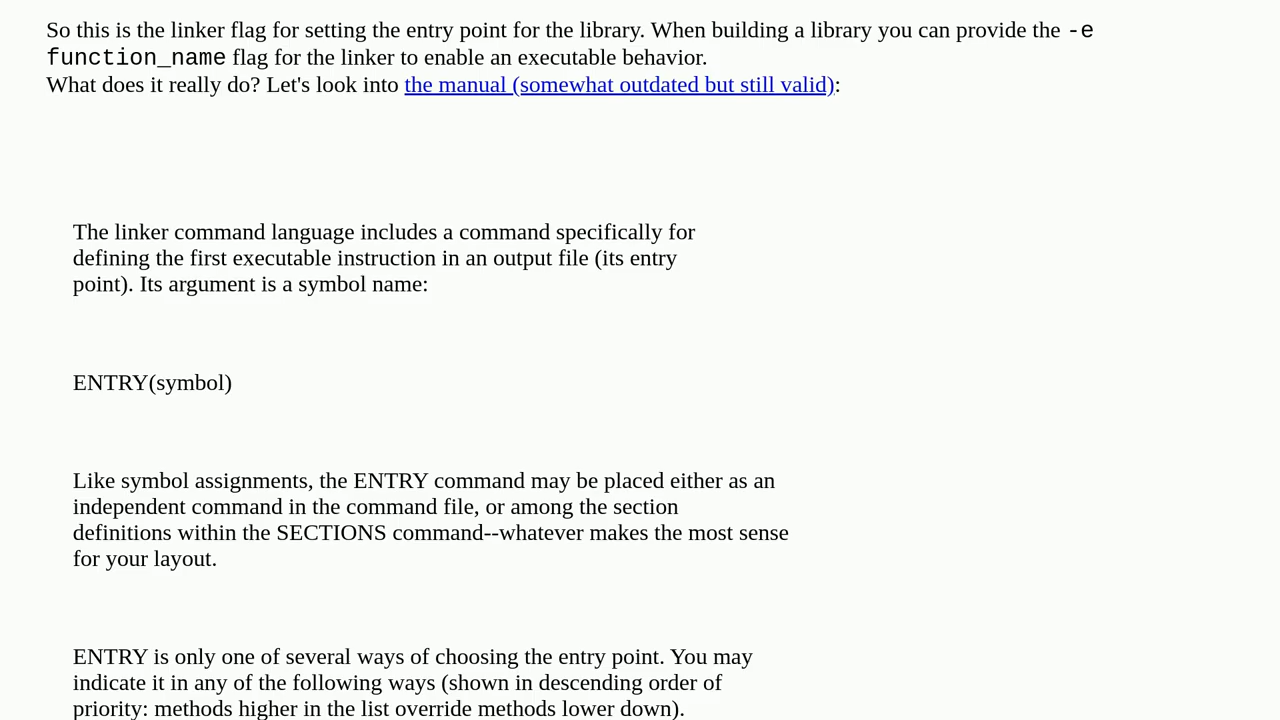 So this is the linker flag for setting the entry point for the library. When building a library you can provide the -e
function_name flag for the linker to enable an executable behavior.
What does it really do? Let's look into the manual (somewhat outdated but still valid):
The linker command language includes a command specifically for
defining the first executable instruction in an output file (its entry
point). Its argument is a symbol name:
ENTRY(symbol)
Like symbol assignments, the ENTRY command may be placed either as an
independent command in the command file, or among the section
definitions within the SECTIONS command--whatever makes the most sense
for your layout.
ENTRY is only one of several ways of choosing the entry point. You may
indicate it in any of the following ways (shown in descending order of
priority: methods higher in the list override methods lower down).